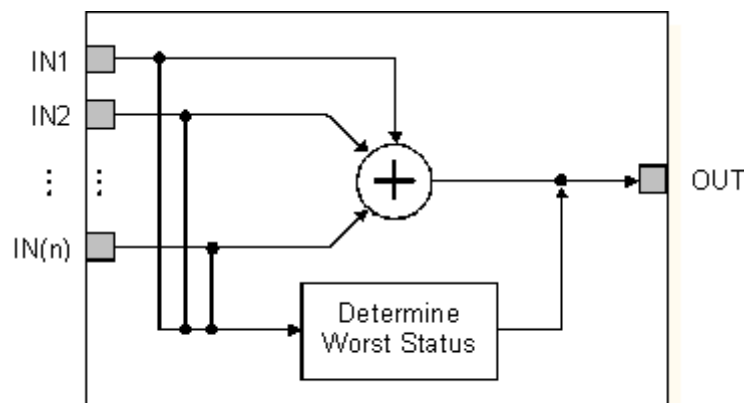 IN1
IN2
⋮ ⋮
IN(n)
+
OUT
Determine
Worst Status